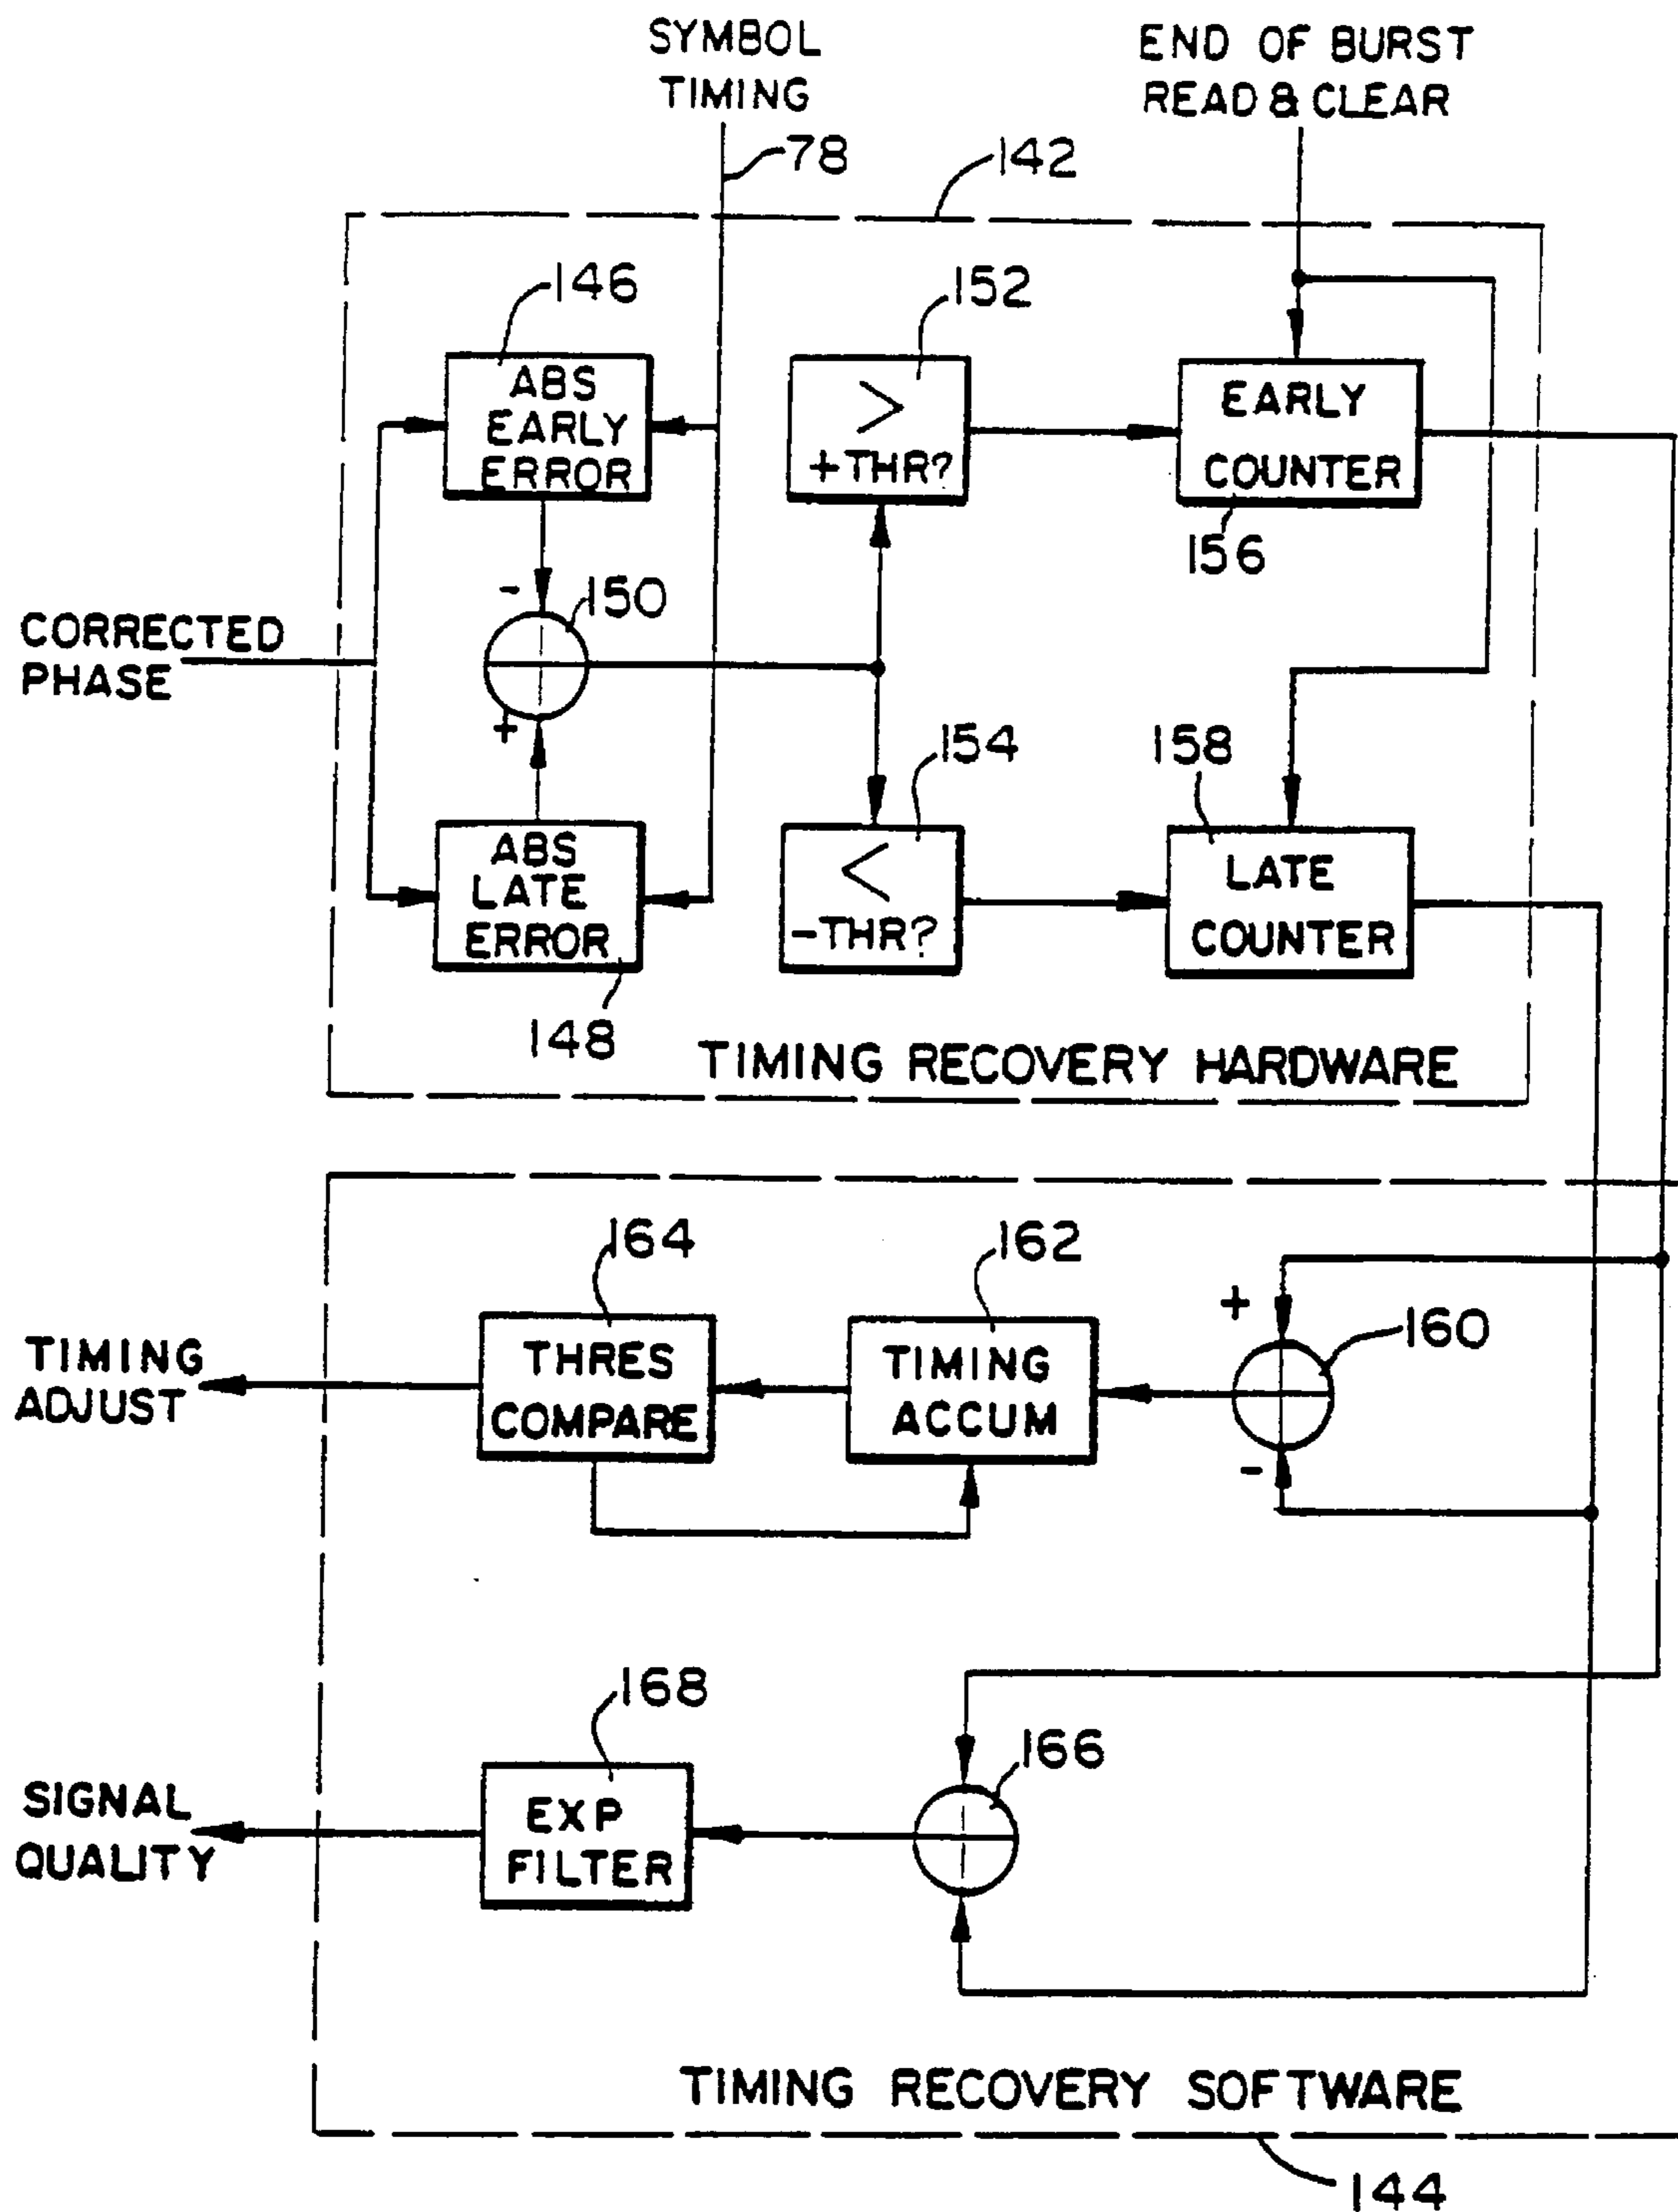 SYMBOL
TIMING
END OF BURST
READ & CLEAR
78
142
146
152
ABS
EARLY
ERROR
>
+THR?
EARLY
COUNTER
156
-
150
CORRECTED
PHASE
+
154
158
ABS
LATE
ERROR
<
-THR?
LATE
COUNTER
148
TIMING RECOVERY HARDWARE
164
162
+
160
TIMING
ADJUST
THRES
COMPARE
TIMING
ACCUM
-
168
166
SIGNAL
QUALITY
EXP
FILTER
TIMING RECOVERY SOFTWARE
144